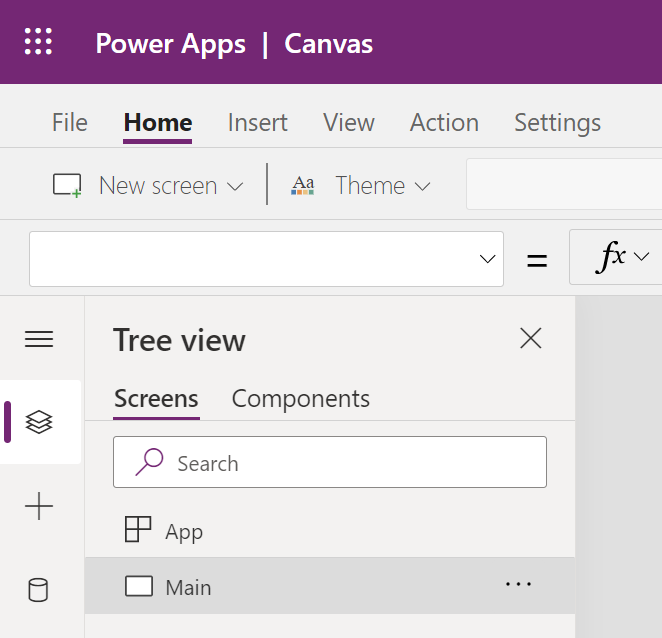 Power Apps | Canvas
File Home Insert View Action Settings
New screen Aa Theme
= fx
Tree view
Screens Components
Search
App
Main ...